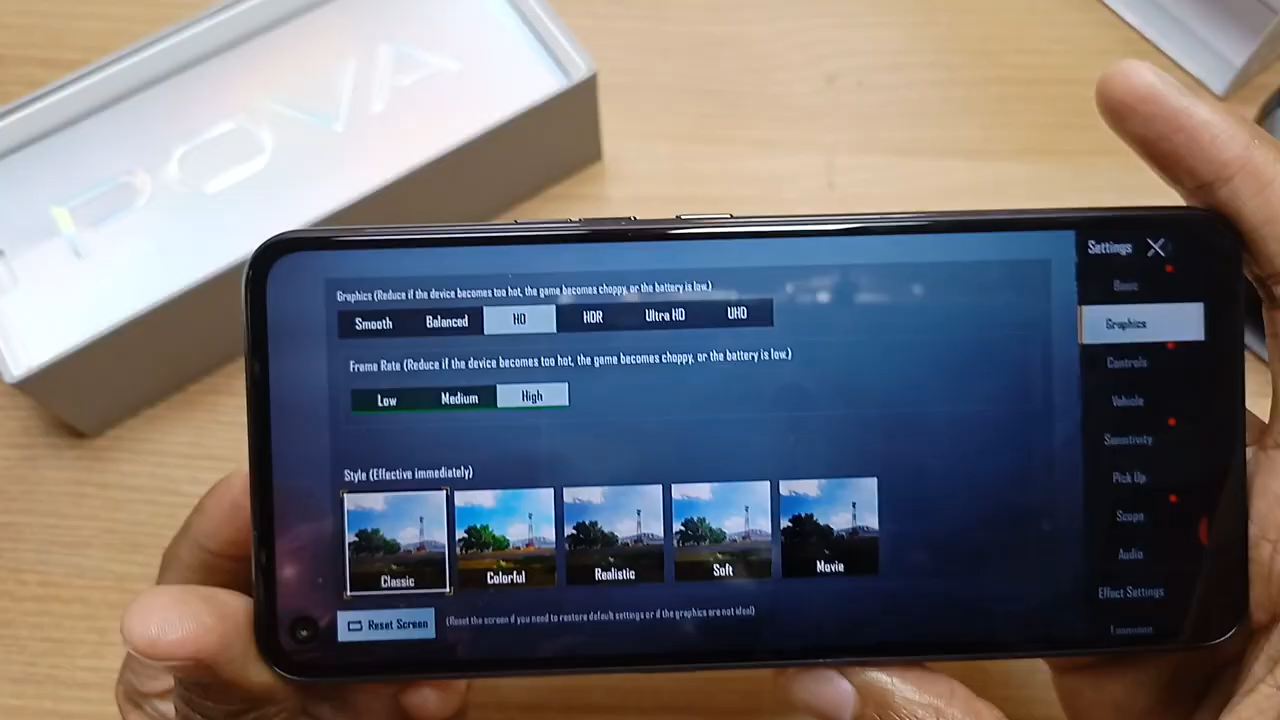 POVA
Settings
Graphics (Reduce if the device becomes too hot, the game becomes choppy, or the battery is low.)
Smooth Balanced HD HDR Ultra HD UHD
Frame Rate (Reduce if the device becomes too hot, the game becomes choppy, or the battery is low.)
Low Medium High
Style (Effective immediately)
Classic Colorful Realistic Soft Movie
Reset Screen (Reset the screen if you need to restore default settings or if the graphics are not ideal)
Basic
Graphics
Controls
Vehicle
Sensitivity
Pick Up
Scope
Audio
Effect Settings
Language